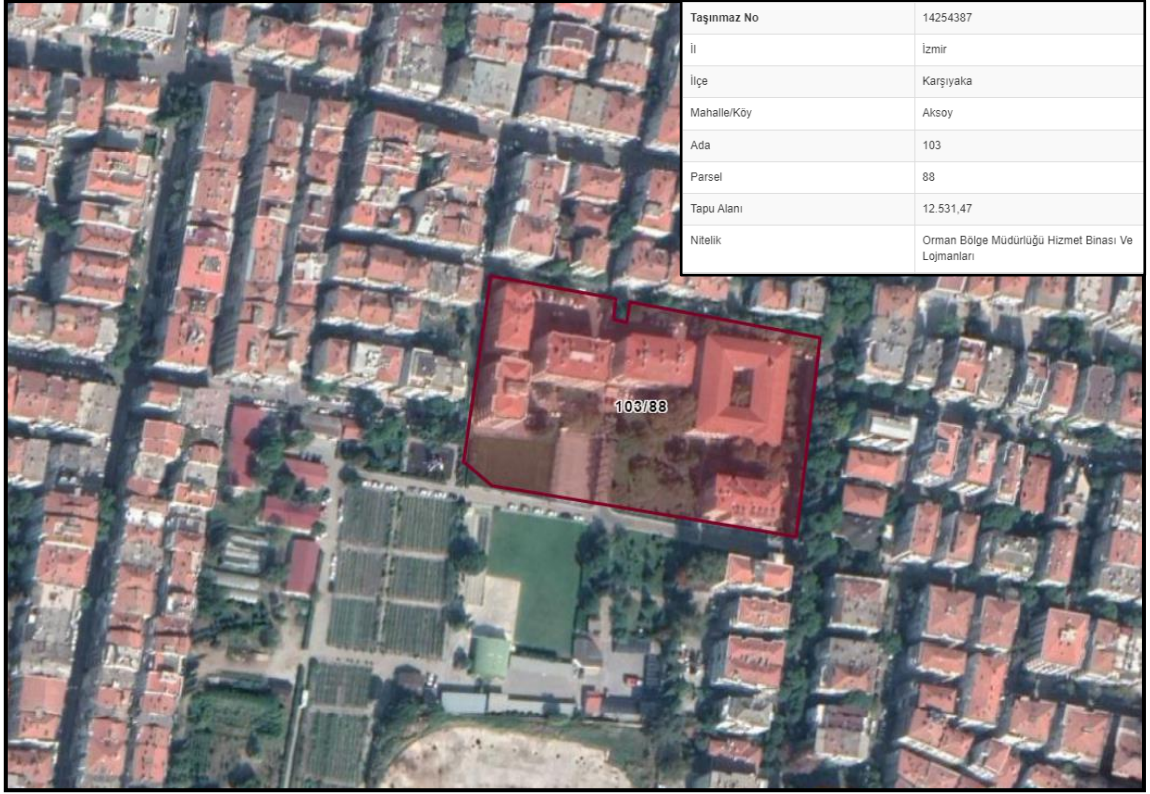 Taşınmaz No 14254387
İl İzmir
İlçe Karşıyaka
Mahalle/Köy Aksoy
Ada 103
Parsel 88
Tapu Alanı 12.531,47
Nitelik Orman Bölge Müdürlüğü Hizmet Binası Ve
Lojmanları
103/88